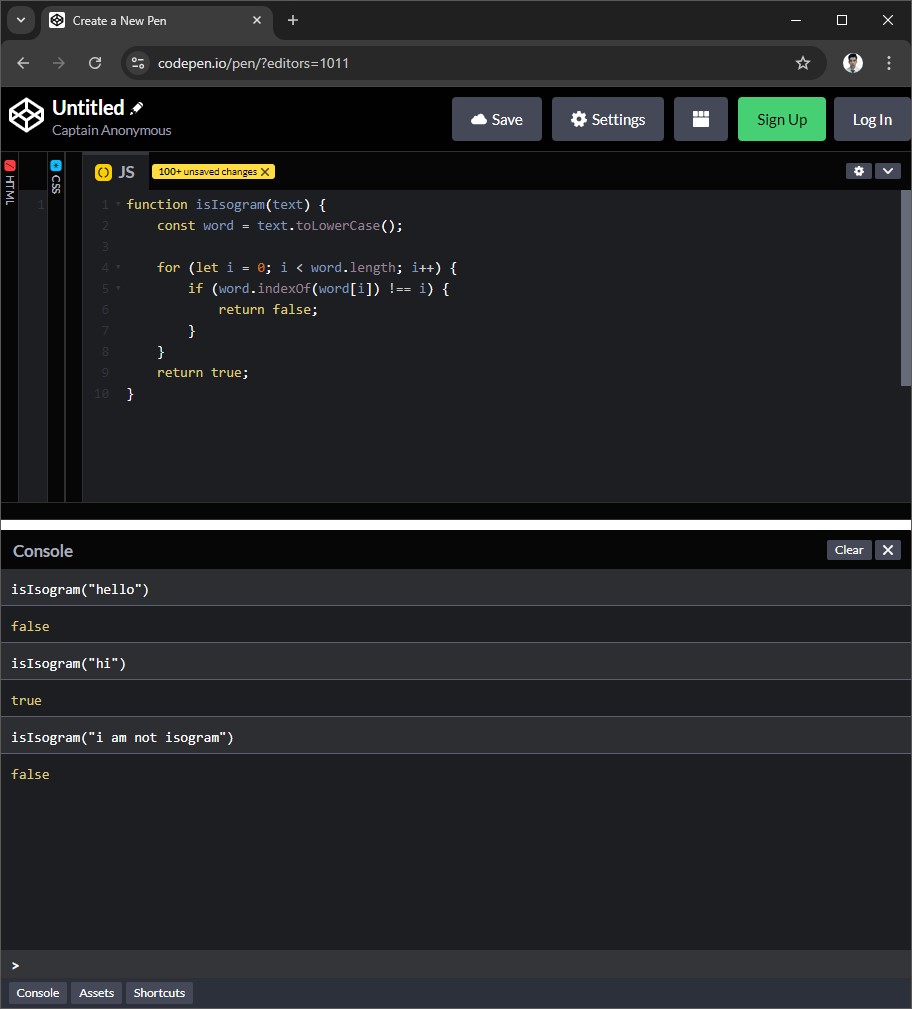 Create a New Pen
codepen.io/pen/?editors=1011
Untitled
Captain Anonymous
Save
Settings
Sign Up
Log In
HTML
1
CSS
JS
100+ unsaved changes
1 function isIsogram(text) {
2     const word = text.toLowerCase();
3
4     for (let i = 0; i < word.length; i++) {
5         if (word.indexOf(word[i]) !== i) {
6             return false;
7         }
8     }
9     return true;
10 }
Console
Clear
isIsogram("hello")
false
isIsogram("hi")
true
isIsogram("i am not isogram")
false
>
Console Assets Shortcuts